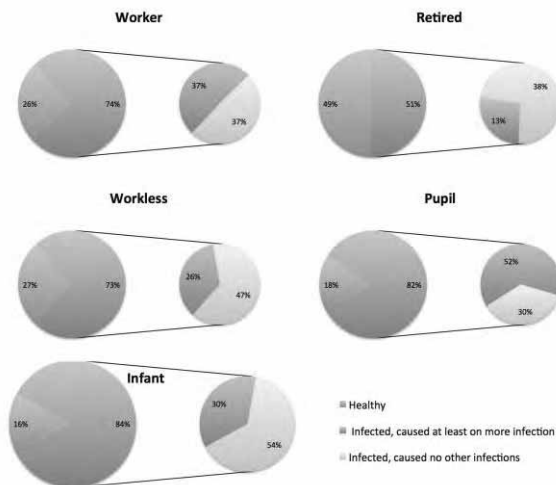 Worker
26%
74%
37%
37%
Retired
49%
51%
38%
13%
Workless
27%
73%
26%
47%
Pupil
18%
82%
52%
30%
Infant
16%
84%
30%
54%
Healthy
Infected, caused at least on more infection
Infected, caused no other infections